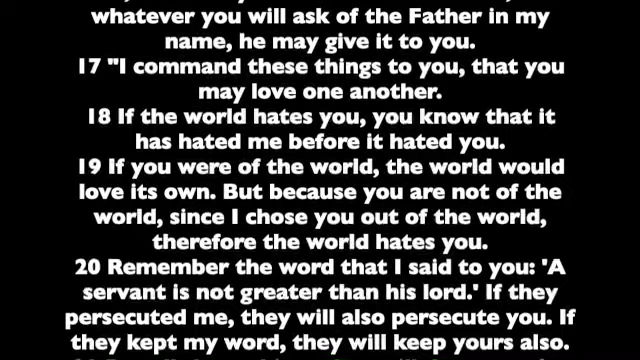 whatever you will ask of the Father in my
name, he may give it to you.
17 "I command these things to you, that you
may love one another.
18 If the world hates you, you know that it
has hated me before it hated you.
19 If you were of the world, the world would
love its own. But because you are not of the
world, since I chose you out of the world,
therefore the world hates you.
20 Remember the word that I said to you: 'A
servant is not greater than his lord.' If they
persecuted me, they will also persecute you. If
they kept my word, they will keep yours also.